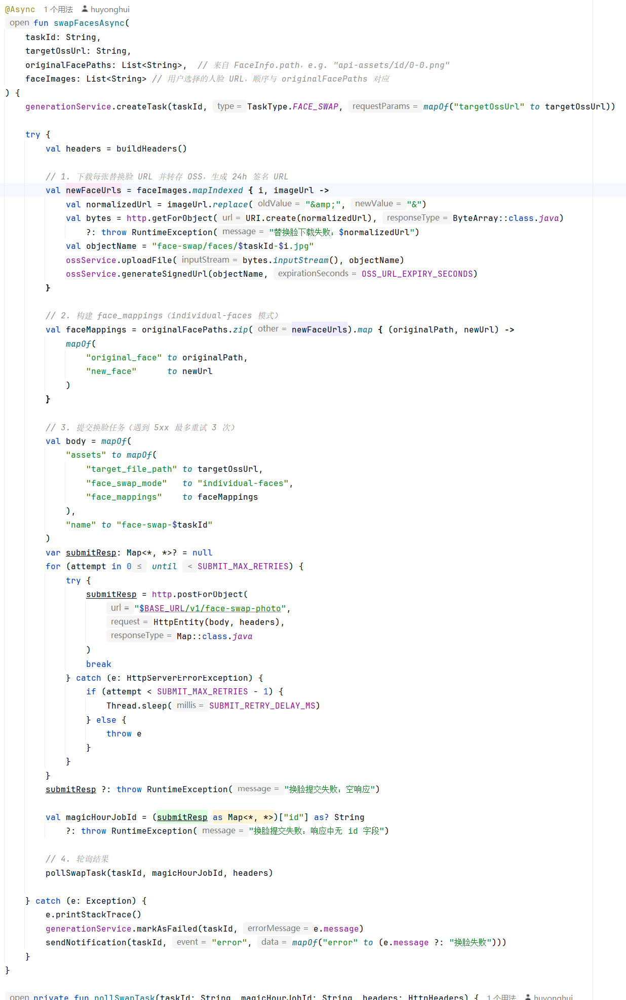 @Async 1 个用法 huyonghui
open fun swapFacesAsync(
    taskId: String,
    targetOssUrl: String,
    originalFacePaths: List<String>,  // 来自 FaceInfo.path，e.g. "api-assets/id/0-0.png"
    faceImages: List<String> // 用户选择的人脸 URL，顺序与 originalFacePaths 对应
) {
    generationService.createTask(taskId, type = TaskType.FACE_SWAP, requestParams = mapOf("targetOssUrl" to targetOssUrl))

    try {
        val headers = buildHeaders()

        // 1. 下载每张替换脸 URL 并转存 OSS，生成 24h 签名 URL
        val newFaceUrls = faceImages.mapIndexed { i, imageUrl ->
            val normalizedUrl = imageUrl.replace( oldValue = "&amp;", newValue = "&")
            val bytes = http.getForObject( url = URI.create(normalizedUrl), responseType = ByteArray::class.java)
                ?: throw RuntimeException( message = "替换脸下载失败：$normalizedUrl")
            val objectName = "face-swap/faces/$taskId-$i.jpg"
            ossService.uploadFile( inputStream = bytes.inputStream(), objectName)
            ossService.generateSignedUrl(objectName, expirationSeconds = OSS_URL_EXPIRY_SECONDS)
        }

        // 2. 构建 face_mappings（individual-faces 模式）
        val faceMappings = originalFacePaths.zip( other = newFaceUrls).map { (originalPath, newUrl) ->
            mapOf(
                "original_face" to originalPath,
                "new_face"      to newUrl
            )
        }

        // 3. 提交换脸任务（遇到 5xx 最多重试 3 次）
        val body = mapOf(
            "assets" to mapOf(
                "target_file_path" to targetOssUrl,
                "face_swap_mode"   to "individual-faces",
                "face_mappings"    to faceMappings
            ),
            "name" to "face-swap-$taskId"
        )
        var submitResp: Map<*, *>? = null
        for (attempt in 0 ≤ until < SUBMIT_MAX_RETRIES) {
            try {
                submitResp = http.postForObject(
                    url = "$BASE_URL/v1/face-swap-photo",
                    request = HttpEntity(body, headers),
                    responseType = Map::class.java
                )
                break
            } catch (e: HttpServerErrorException) {
                if (attempt < SUBMIT_MAX_RETRIES - 1) {
                    Thread.sleep( millis = SUBMIT_RETRY_DELAY_MS)
                } else {
                    throw e
                }
            }
        }
        submitResp ?: throw RuntimeException( message = "换脸提交失败：空响应")

        val magicHourJobId = (submitResp as Map<*, *>)["id"] as? String
            ?: throw RuntimeException( message = "换脸提交失败：响应中无 id 字段")

        // 4. 轮询结果
        pollSwapTask(taskId, magicHourJobId, headers)

    } catch (e: Exception) {
        e.printStackTrace()
        generationService.markAsFailed(taskId, errorMessage = e.message)
        sendNotification(taskId, event = "error", data = mapOf("error" to (e.message ?: "换脸失败")))
    }
}

open private fun pollSwapTask(taskId: String, magicHourJobId: String, headers: HttpHeaders) { 1 个用法 huyonghui